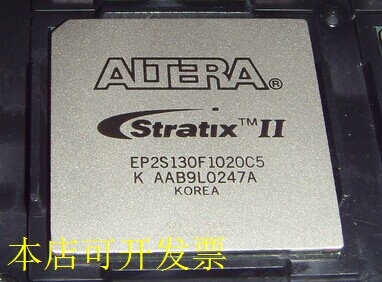 ALTERA®
Stratix™ II
EP2S130F1020C5
K AAB9L0247A
KOREA
本店可开发票